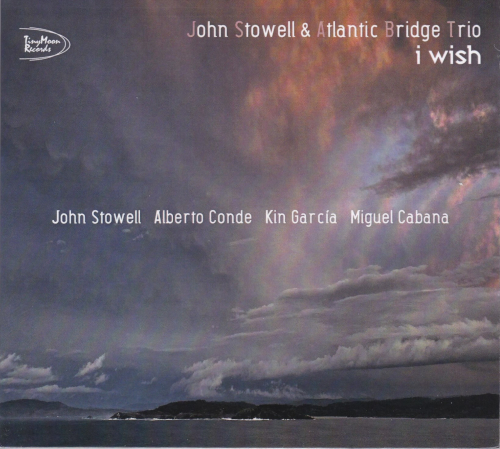 TinyMoon
Records
John Stowell & Atlantic Bridge Trio
i wish
John Stowell Alberto Conde Kin García Miguel Cabana